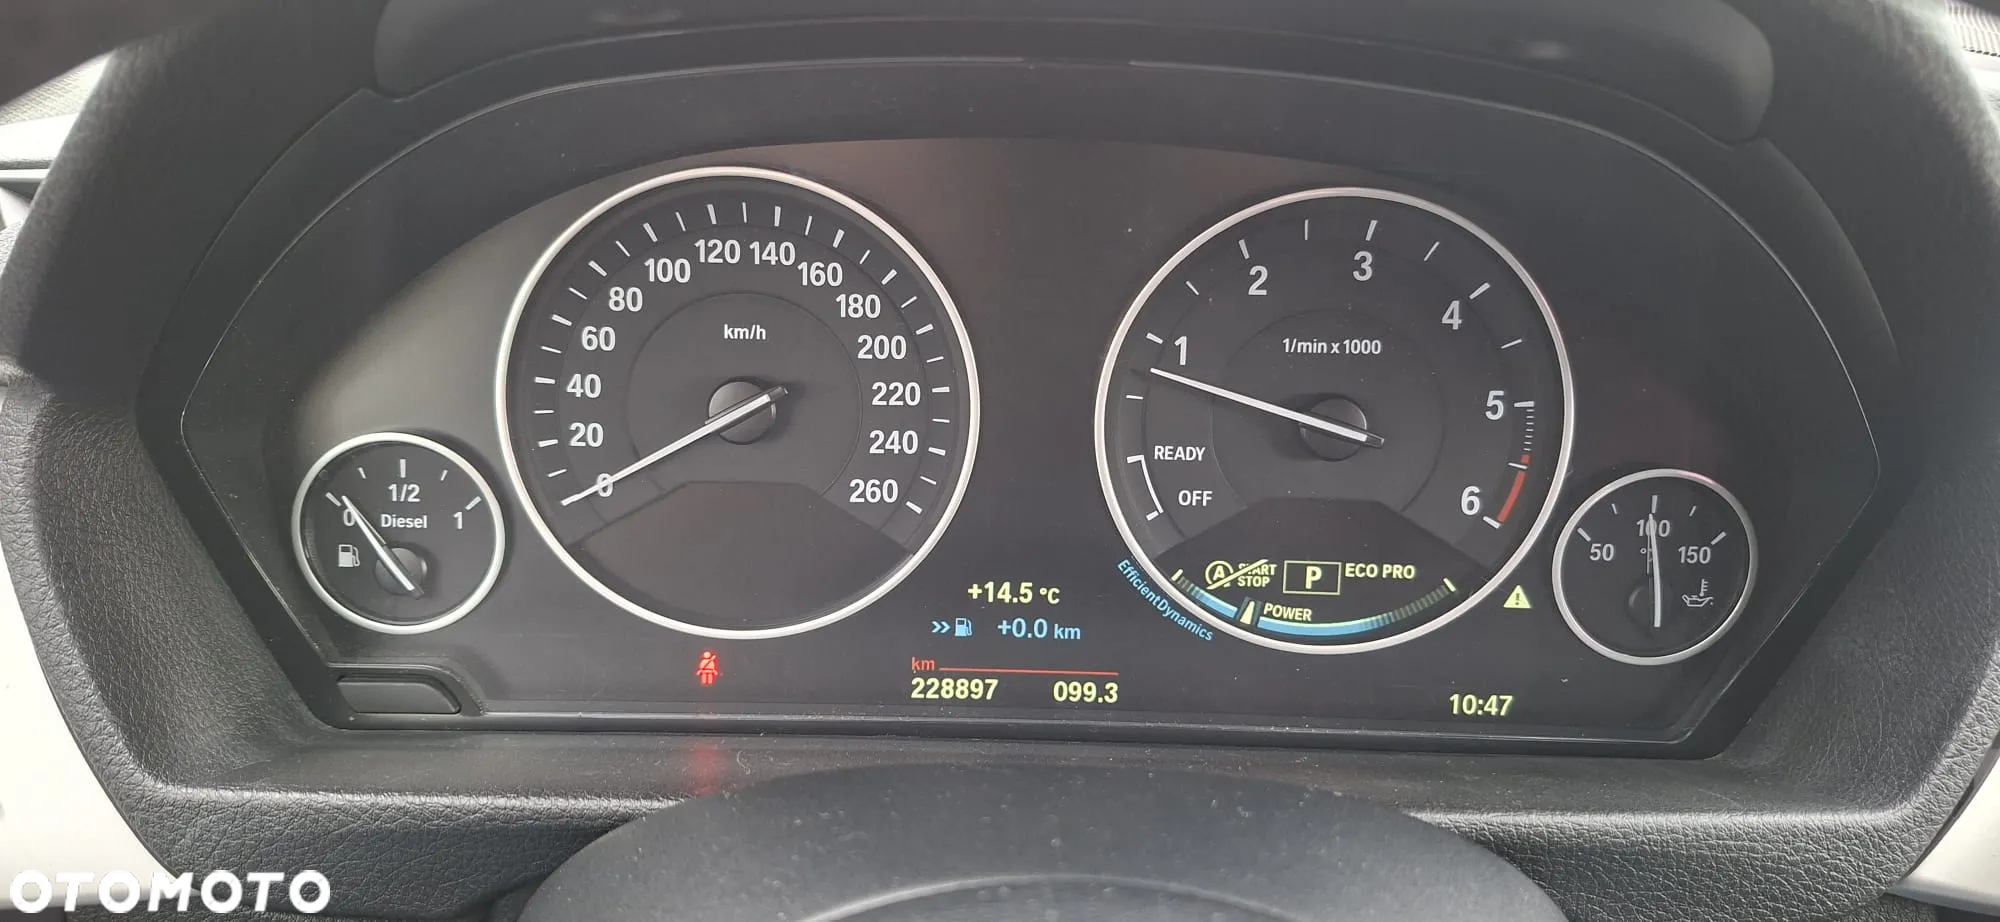 km/h
0
20
40
60
80
100
120
140
160
180
200
220
240
260
0
1/2
1
Diesel
1/min x 1000
1
2
3
4
5
6
READY
OFF
A START STOP
P
ECO PRO
POWER
EfficientDynamics
50
100
150
+14.5 °C
>> +0.0 km
km
228897 099.3
10:47
OTOMOTO